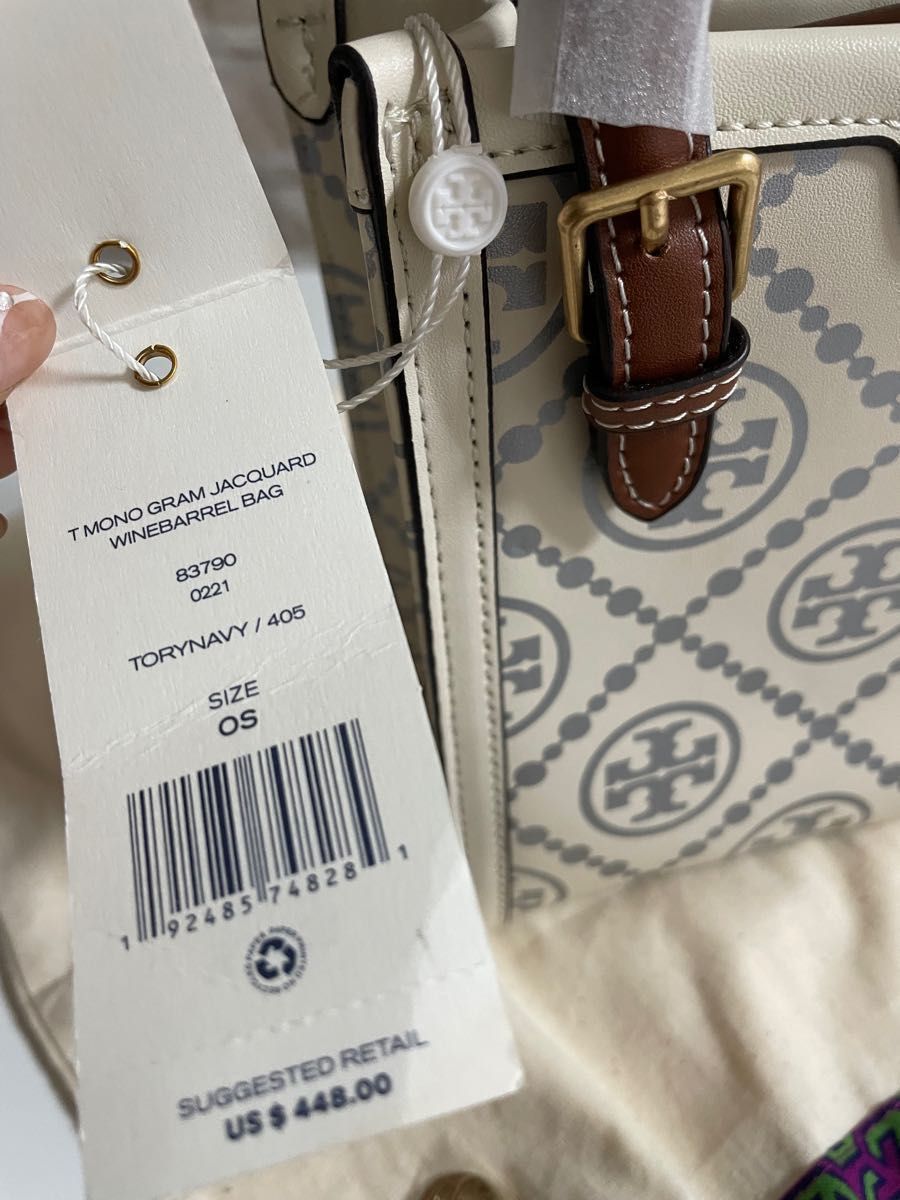 T MONO GRAM JACQUARD
WINEBARREL BAG
83790
0221
TORYNAVY / 405
SIZE
OS
1 92485 74828 1
SUGGESTED RETAIL
US $ 448.00